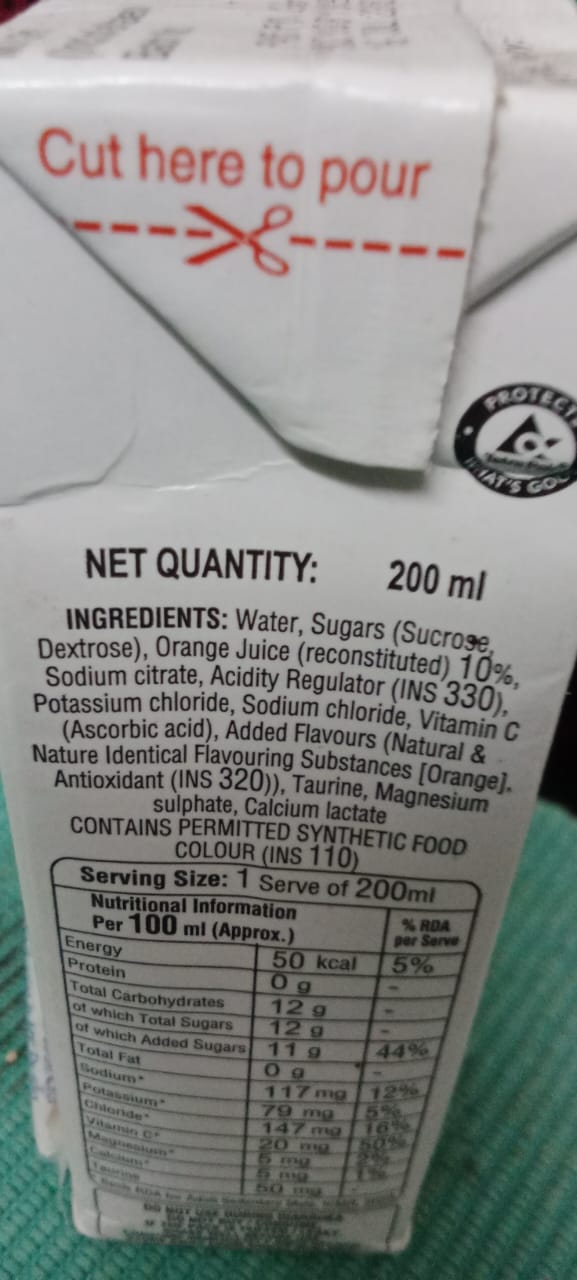 Cut here to pour
PROTECTS
WHAT'S GOOD
NET QUANTITY: 200 ml
INGREDIENTS: Water, Sugars (Sucrose,
Dextrose), Orange Juice (reconstituted) 10%,
Sodium citrate, Acidity Regulator (INS 330),
Potassium chloride, Sodium chloride, Vitamin C
(Ascorbic acid), Added Flavours (Natural &
Nature Identical Flavouring Substances [Orange],
Antioxidant (INS 320)), Taurine, Magnesium
sulphate, Calcium lactate
CONTAINS PERMITTED SYNTHETIC FOOD
COLOUR (INS 110)
Serving Size: 1 Serve of 200ml
Nutritional Information
Per 100 ml (Approx.) % RDA per Serve
Energy 50 kcal 5%
Protein 0 g -
Total Carbohydrates 12 g -
of which Total Sugars 12 g -
of which Added Sugars 11 g 44%
Total Fat 0 g -
Sodium* 117 mg 12%
Potassium* 79 mg 5%
Chloride* 147 mg 16%
Vitamin C* 20 mg 50%
Magnesium* 5 mg
Calcium* 5 mg 1%
Taurine 50 mg